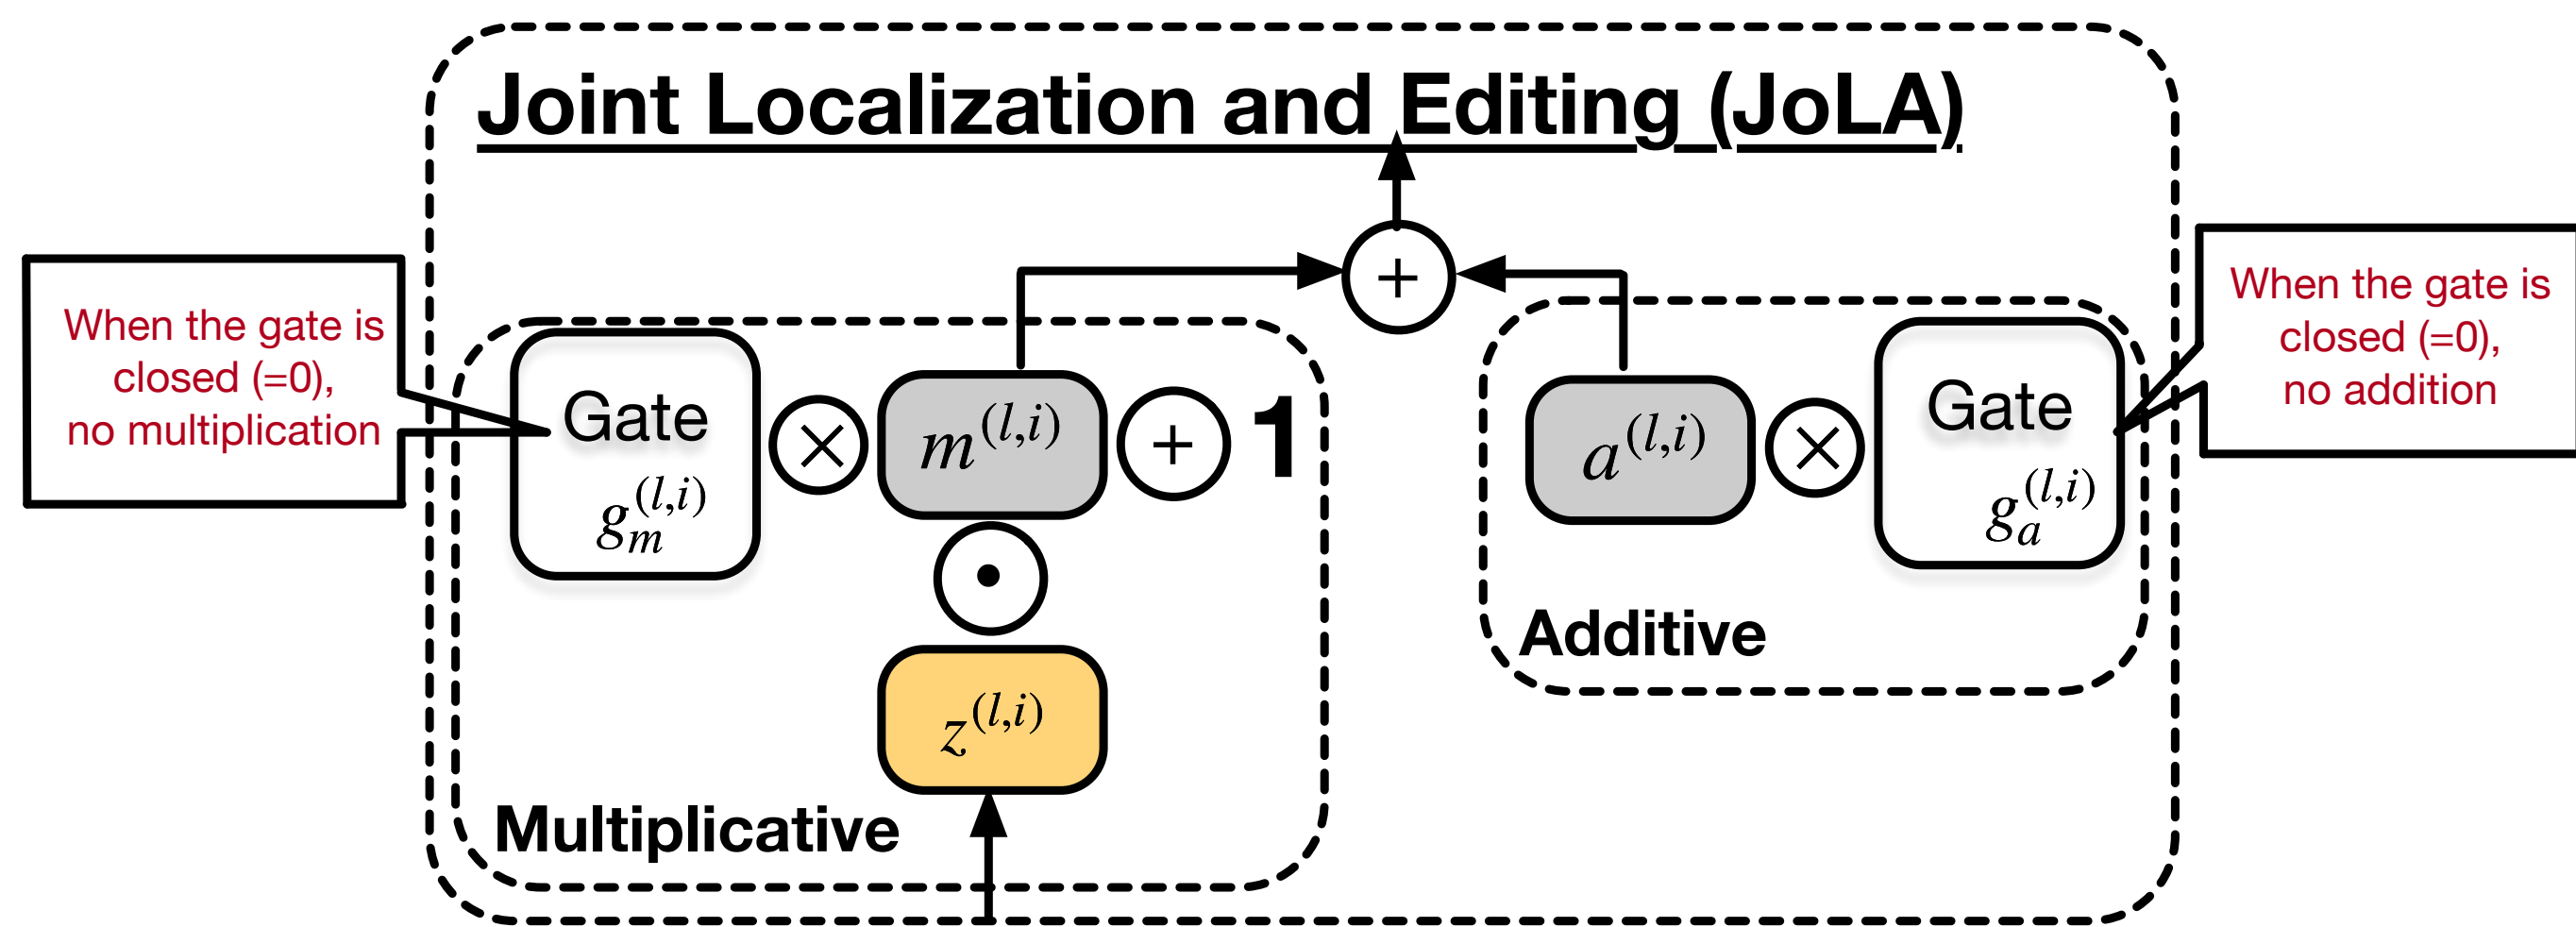 Joint Localization and Editing (JoLA)
When the gate is
closed (=0),
no multiplication
When the gate is
closed (=0),
no addition
+
Gate
g_m^{(l,i)}
×
m^{(l,i)}
+
1
a^{(l,i)}
×
Gate
g_a^{(l,i)}
Additive
z^{(l,i)}
Multiplicative